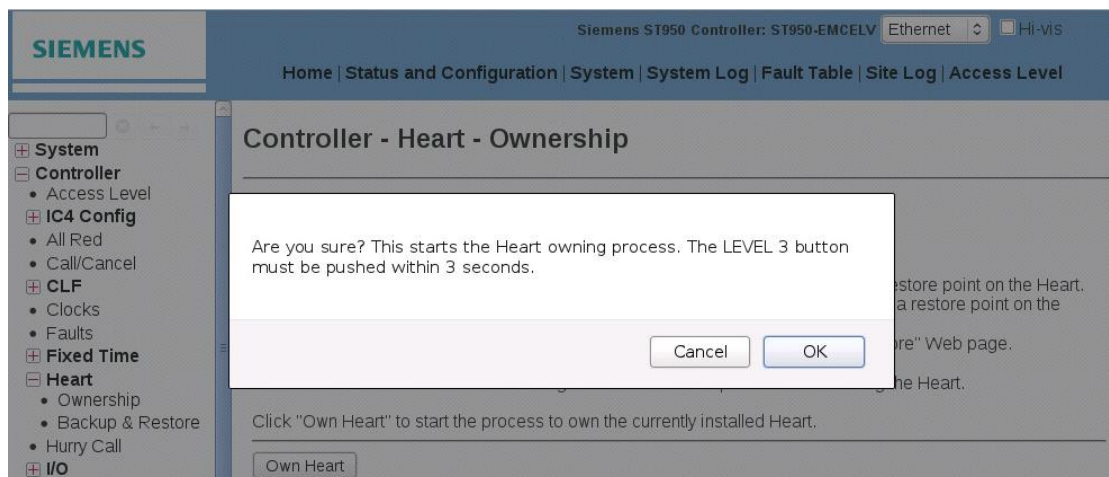 SIEMENS
Siemens ST950 Controller: ST950-EMCELV Ethernet Hi-vis
Home | Status and Configuration | System | System Log | Fault Table | Site Log | Access Level
System
Controller
Access Level
IC4 Config
All Red
Call/Cancel
CLF
Clocks
Faults
Fixed Time
Heart
Ownership
Backup & Restore
Hurry Call
I/O
Controller - Heart - Ownership
Are you sure? This starts the Heart owning process. The LEVEL 3 button
must be pushed within 3 seconds.
Cancel OK
point on the Heart.
a restore point on the
Web page.
Heart.
Click "Own Heart" to start the process to own the currently installed Heart.
Own Heart